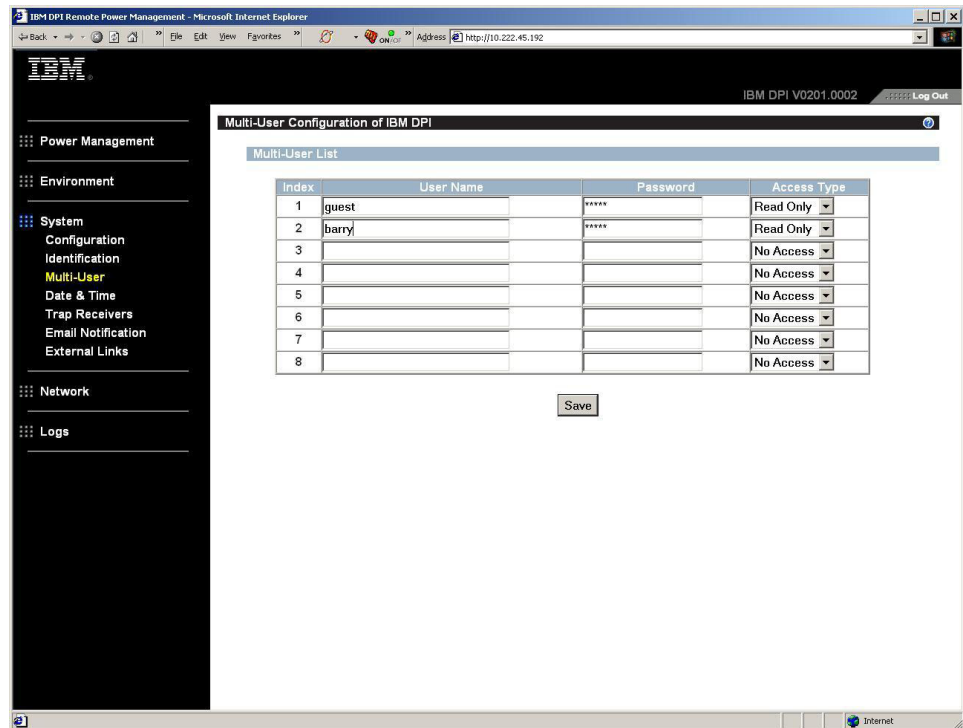 IBM DPI Remote Power Management - Microsoft Internet Explorer
Back » File Edit View Favorites » » Address http://10.222.45.192
IBM
IBM DPI V0201.0002 Log Out
Multi-User Configuration of IBM DPI
Power Management
Environment
System
Configuration
Identification
Multi-User
Date & Time
Trap Receivers
Email Notification
External Links
Network
Logs
Multi-User List
Index User Name Password Access Type
1 guest ***** Read Only
2 barry ***** Read Only
3 No Access
4 No Access
5 No Access
6 No Access
7 No Access
8 No Access
Save
Internet